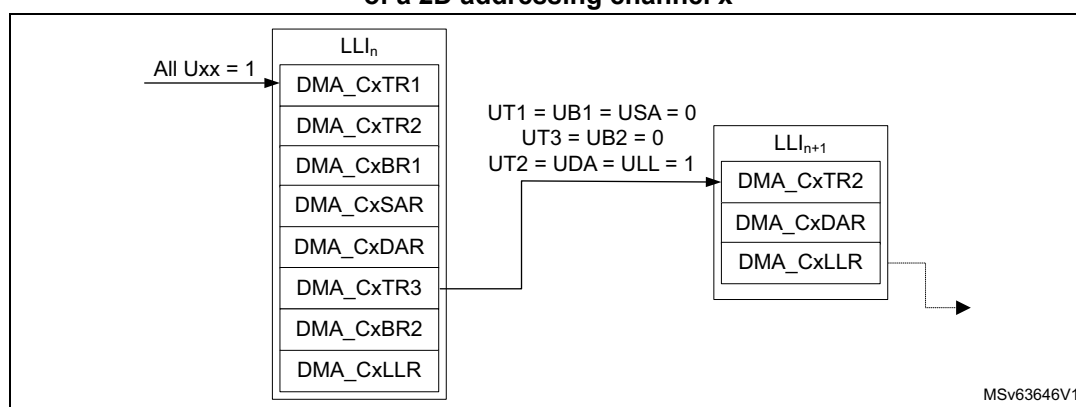 of a 2D addressing channel x
LLIn
All Uxx = 1
DMA_CxTR1
DMA_CxTR2
DMA_CxBR1
DMA_CxSAR
DMA_CxDAR
DMA_CxTR3
DMA_CxBR2
DMA_CxLLR
UT1 = UB1 = USA = 0
UT3 = UB2 = 0
UT2 = UDA = ULL = 1
LLIn+1
DMA_CxTR2
DMA_CxDAR
DMA_CxLLR
MSv63646V1